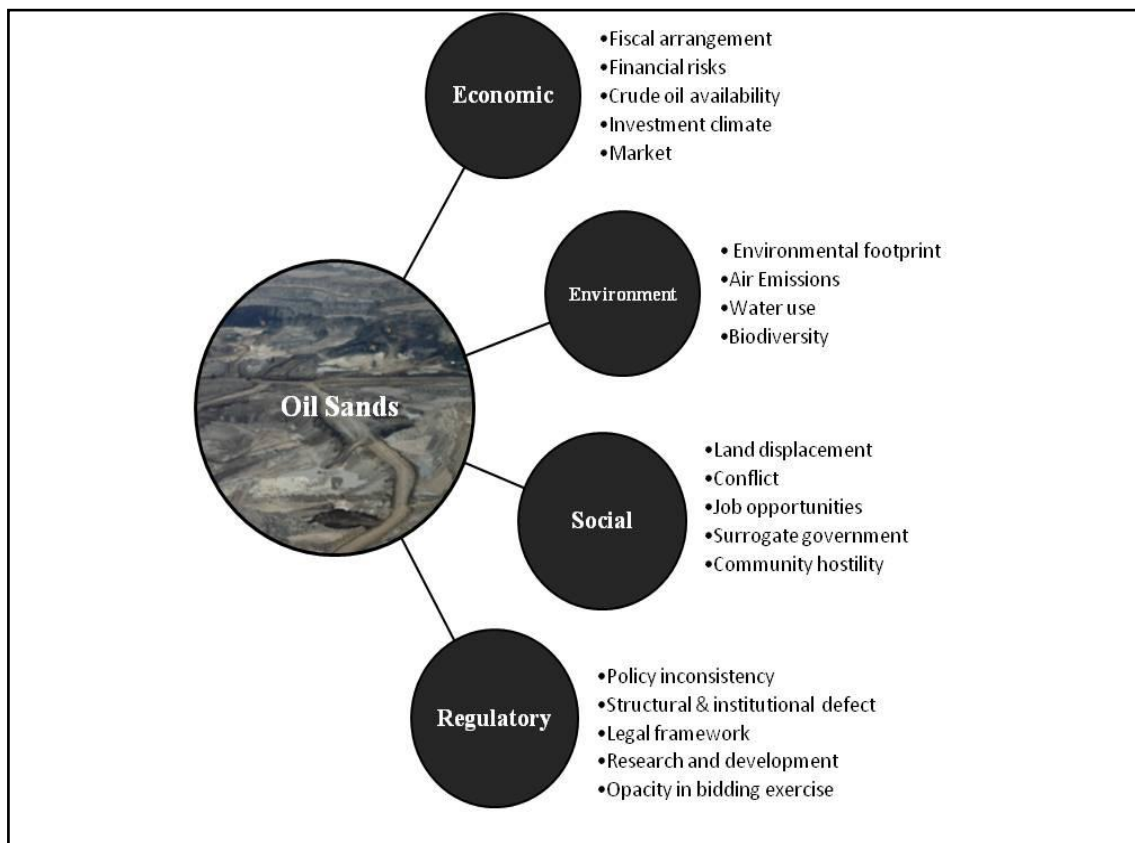 Economic
•Fiscal arrangement
•Financial risks
•Crude oil availability
•Investment climate
•Market
Environment
• Environmental footprint
•Air Emissions
•Water use
•Biodiversity
Oil Sands
Social
•Land displacement
•Conflict
•Job opportunities
•Surrogate government
•Community hostility
Regulatory
•Policy inconsistency
•Structural & institutional defect
•Legal framework
•Research and development
•Opacity in bidding exercise